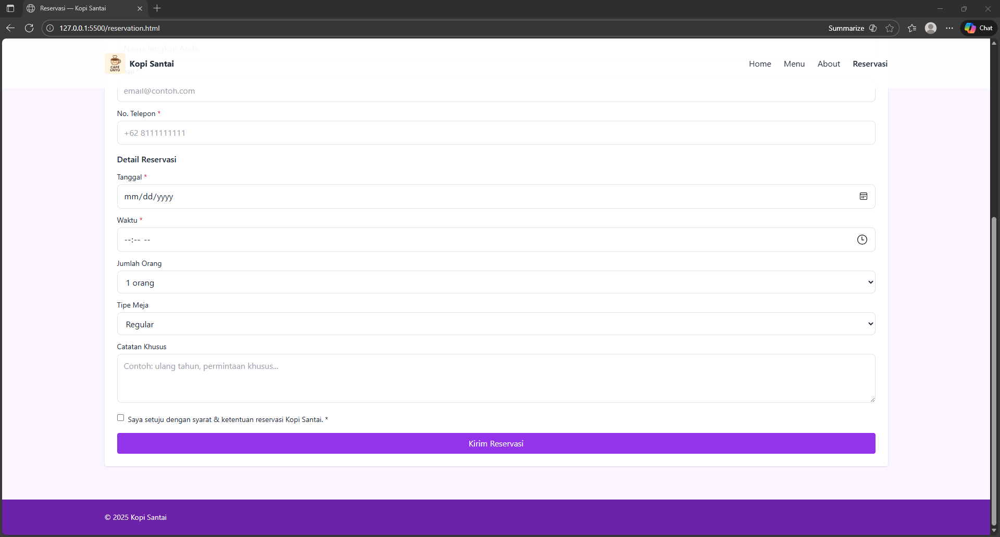 Reservasi — Kopi Santai
127.0.0.1:5500/reservation.html
Summarize
Chat
Nama lengkap Anda
CAFÉ
UNYU
Kopi Santai
Home
Menu
About
Reservasi
email@contoh.com
No. Telepon *
+62 8111111111
Detail Reservasi
Tanggal *
mm/dd/yyyy
Waktu *
--:-- --
Jumlah Orang
1 orang
Tipe Meja
Regular
Catatan Khusus
Contoh: ulang tahun, permintaan khusus...
Saya setuju dengan syarat & ketentuan reservasi Kopi Santai. *
Kirim Reservasi
© 2025 Kopi Santai